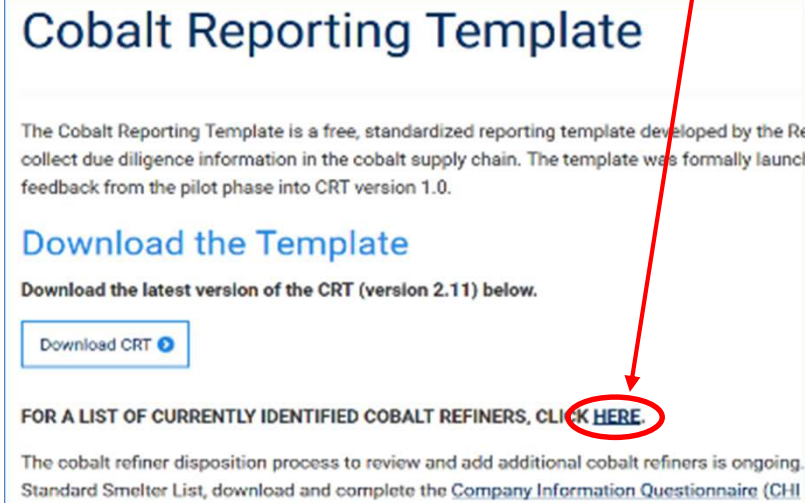 Cobalt Reporting Template
The Cobalt Reporting Template is a free, standardized reporting template developed by the Re
collect due diligence information in the cobalt supply chain. The template was formally launch
feedback from the pilot phase into CRT version 1.0.
Download the Template
Download the latest version of the CRT (version 2.11) below.
Download CRT
FOR A LIST OF CURRENTLY IDENTIFIED COBALT REFINERS, CLICK HERE.
The cobalt refiner disposition process to review and add additional cobalt refiners is ongoing.
Standard Smelter List, download and complete the Company Information Questionnaire (CHI